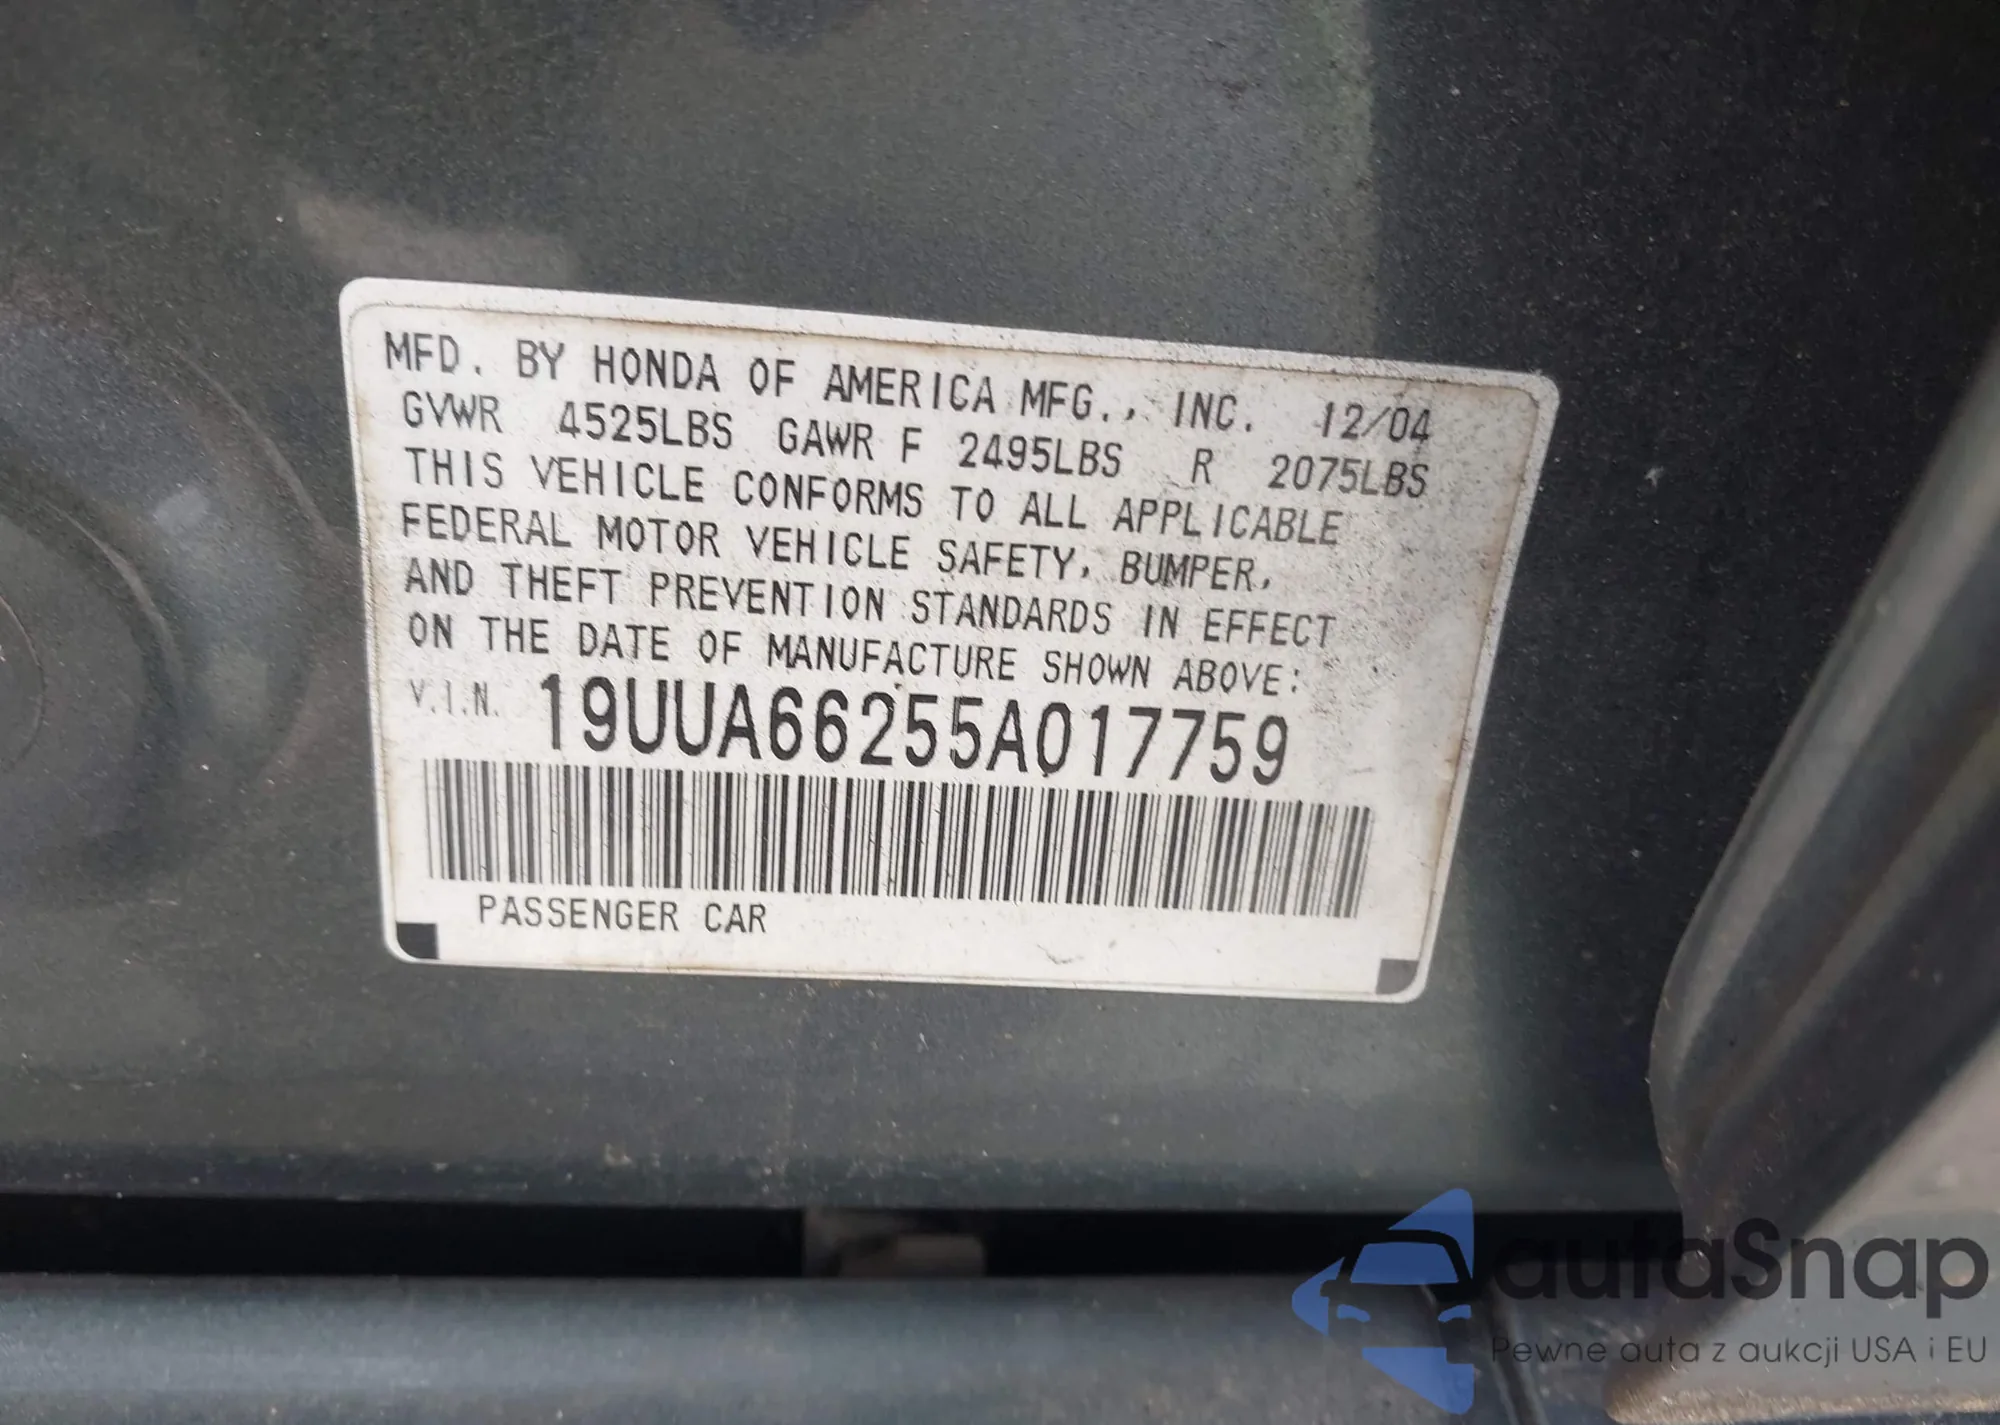 MFD. BY HONDA OF AMERICA MFG., INC. 12/04
GVWR 4525LBS GAWR F 2495LBS R 2075LBS
THIS VEHICLE CONFORMS TO ALL APPLICABLE
FEDERAL MOTOR VEHICLE SAFETY, BUMPER,
AND THEFT PREVENTION STANDARDS IN EFFECT
ON THE DATE OF MANUFACTURE SHOWN ABOVE:
V.I.N. 19UUA66255A017759
PASSENGER CAR
autaSnap
Pewne auta z aukcji USA i EU